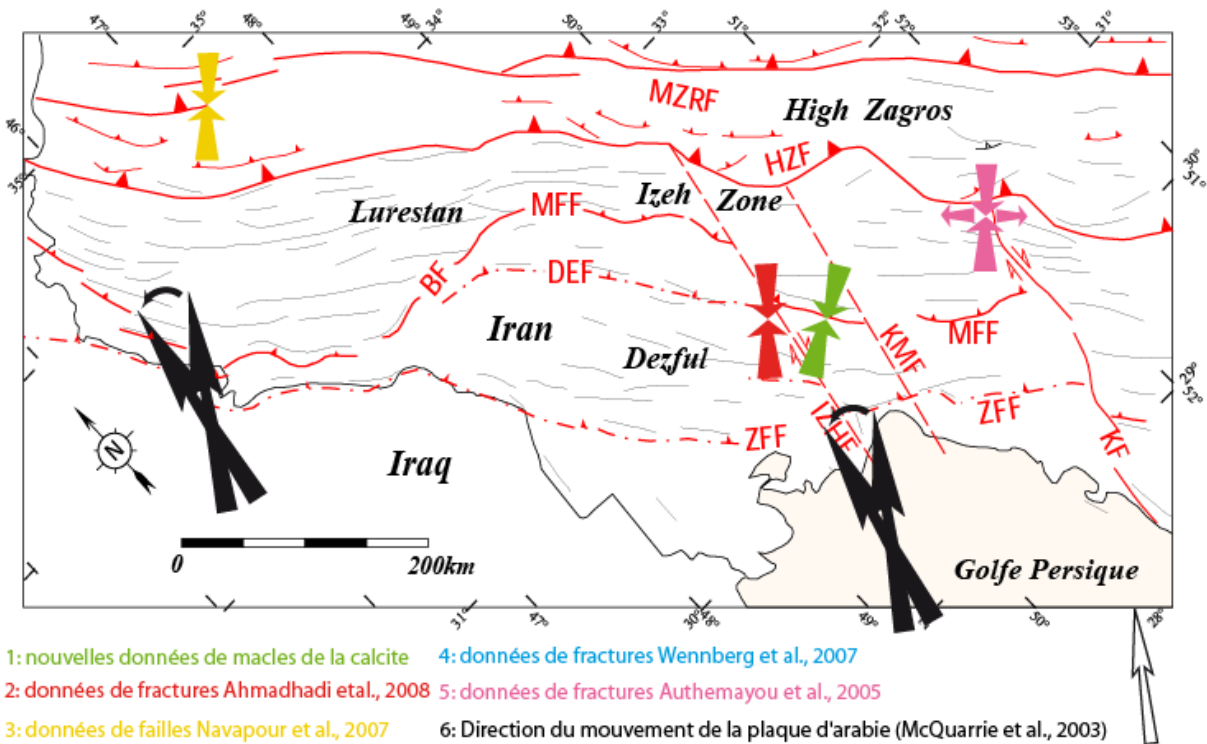 47° 35° 48° 49° 34° 50° 33° 51° 32° 52° 53° 31°
MZRF
High Zagros
46°
35°
HZF
30°
51°
Izeh
Zone
Lurestan
MFF
BF
DEF
Iran
Dezful
KMF
MFF
29°
52°
IZHF
ZFF
ZFF
KF
N
Iraq
0
200km
Golfe Persique
31° 47° 30° 48° 49° 50° 28°
1: nouvelles données de macles de la calcite
4: données de fractures Wennberg et al., 2007
2: données de fractures Ahmadhadi etal., 2008
5: données de fractures Authemayou et al., 2005
3: données de failles Navapour et al., 2007
6: Direction du mouvement de la plaque d'arabie (McQuarrie et al., 2003)